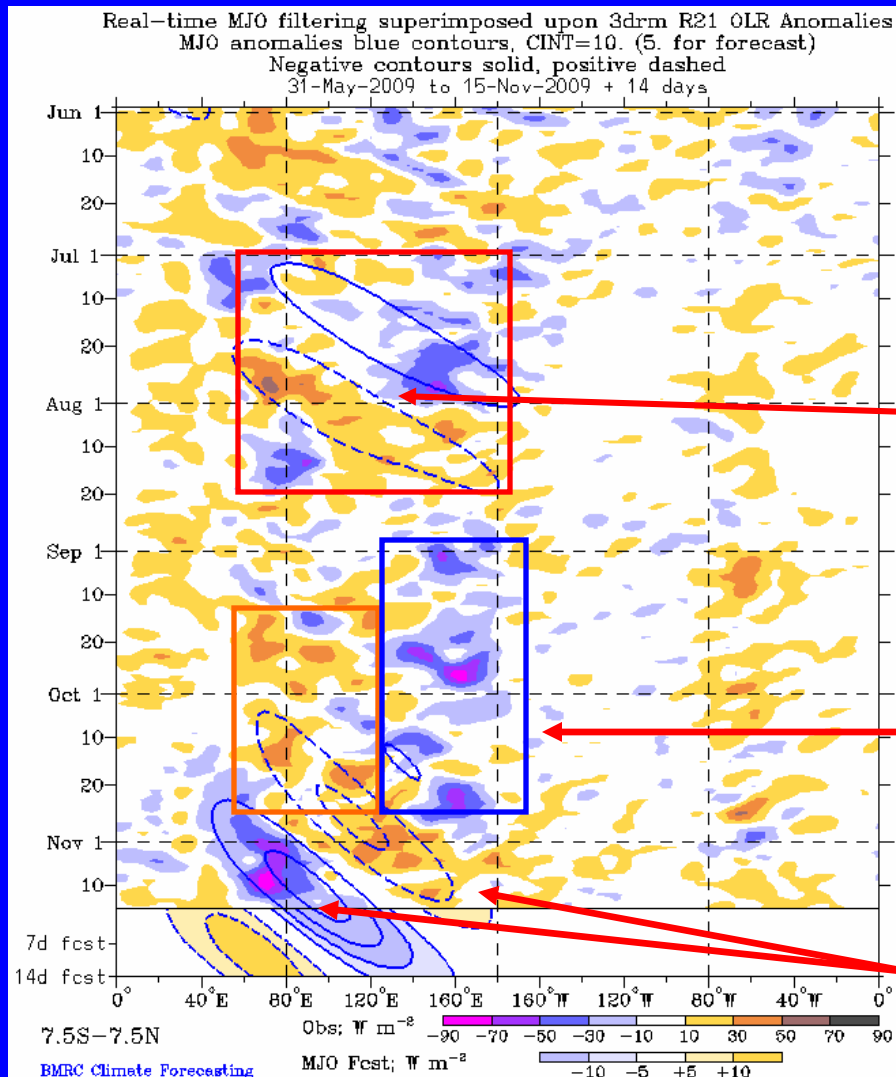 Real-time MJO filtering superimposed upon 3drm R21 OLR Anomalies
MJO anomalies blue contours, CINT=10. (5. for forecast)
Negative contours solid, positive dashed
31-May-2009 to 15-Nov-2009 + 14 days
Jun 1
10
20
Jul 1
10
20
Aug 1
10
20
Sep 1
10
20
Oct 1
10
20
Nov 1
10
7d fcst
14d fcst
0° 40°E 80°E 120°E 160°E 160°W 120°W 80°W 40°W 0°
7.5S-7.5N
Obs; W m⁻²
-90 -70 -50 -30 -10 10 30 50 70 90
BMRC Climate Forecasting
MJO Fcst; W m⁻²
-10 -5 +5 +10